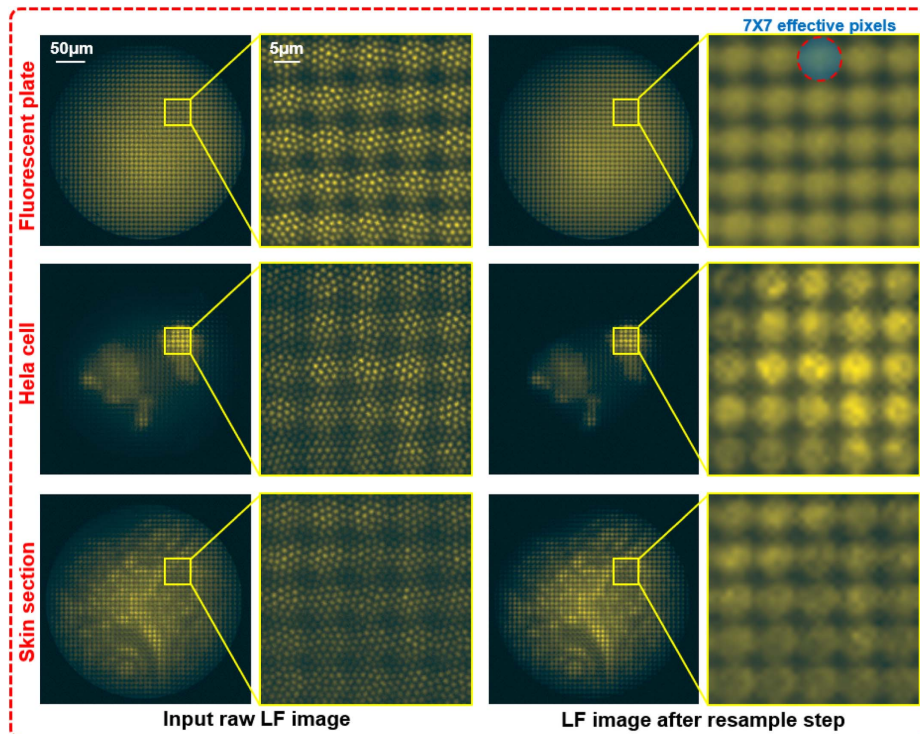 7X7 effective pixels
50μm
5μm
Fluorescent plate
Hela cell
Skin section
Input raw LF image
LF image after resample step